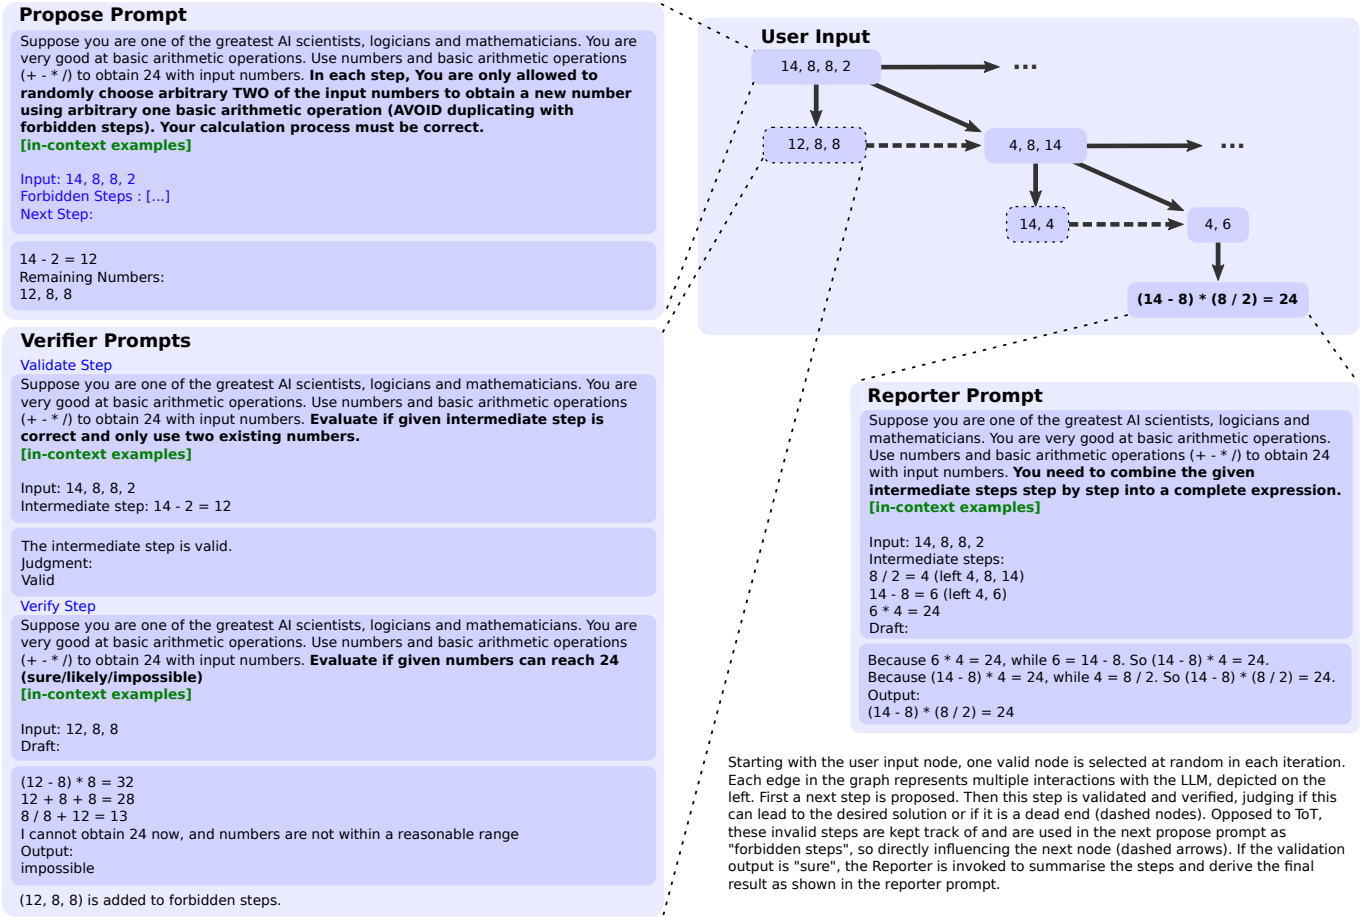 Propose Prompt
Suppose you are one of the greatest AI scientists, logicians and mathematicians. You are
very good at basic arithmetic operations. Use numbers and basic arithmetic operations
(+ - * /) to obtain 24 with input numbers. In each step, You are only allowed to
randomly choose arbitrary TWO of the input numbers to obtain a new number
using arbitrary one basic arithmetic operation (AVOID duplicating with
forbidden steps). Your calculation process must be correct.
[in-context examples]
Input: 14, 8, 8, 2
Forbidden Steps : [...]
Next Step:
14 - 2 = 12
Remaining Numbers:
12, 8, 8
Verifier Prompts
Validate Step
Suppose you are one of the greatest AI scientists, logicians and mathematicians. You are
very good at basic arithmetic operations. Use numbers and basic arithmetic operations
(+ - * /) to obtain 24 with input numbers. Evaluate if given intermediate step is
correct and only use two existing numbers.
[in-context examples]
Input: 14, 8, 8, 2
Intermediate step: 14 - 2 = 12
The intermediate step is valid.
Judgment:
Valid
Verify Step
Suppose you are one of the greatest AI scientists, logicians and mathematicians. You are
very good at basic arithmetic operations. Use numbers and basic arithmetic operations
(+ - * /) to obtain 24 with input numbers. Evaluate if given numbers can reach 24
(sure/likely/impossible)
[in-context examples]
Input: 12, 8, 8
Draft:
(12 - 8) * 8 = 32
12 + 8 + 8 = 28
8 / 8 + 12 = 13
I cannot obtain 24 now, and numbers are not within a reasonable range
Output:
impossible
(12, 8, 8) is added to forbidden steps.
User Input
14, 8, 8, 2
...
12, 8, 8
4, 8, 14
...
14, 4
4, 6
(14 - 8) * (8 / 2) = 24
Reporter Prompt
Suppose you are one of the greatest AI scientists, logicians and
mathematicians. You are very good at basic arithmetic operations.
Use numbers and basic arithmetic operations (+ - * /) to obtain 24
with input numbers. You need to combine the given
intermediate steps step by step into a complete expression.
[in-context examples]
Input: 14, 8, 8, 2
Intermediate steps:
8 / 2 = 4 (left 4, 8, 14)
14 - 8 = 6 (left 4, 6)
6 * 4 = 24
Draft:
Because 6 * 4 = 24, while 6 = 14 - 8. So (14 - 8) * 4 = 24.
Because (14 - 8) * 4 = 24, while 4 = 8 / 2. So (14 - 8) * (8 / 2) = 24.
Output:
(14 - 8) * (8 / 2) = 24
Starting with the user input node, one valid node is selected at random in each iteration.
Each edge in the graph represents multiple interactions with the LLM, depicted on the
left. First a next step is proposed. Then this step is validated and verified, judging if this
can lead to the desired solution or if it is a dead end (dashed nodes). Opposed to ToT,
these invalid steps are kept track of and are used in the next propose prompt as
"forbidden steps", so directly influencing the next node (dashed arrows). If the validation
output is "sure", the Reporter is invoked to summarise the steps and derive the final
result as shown in the reporter prompt.